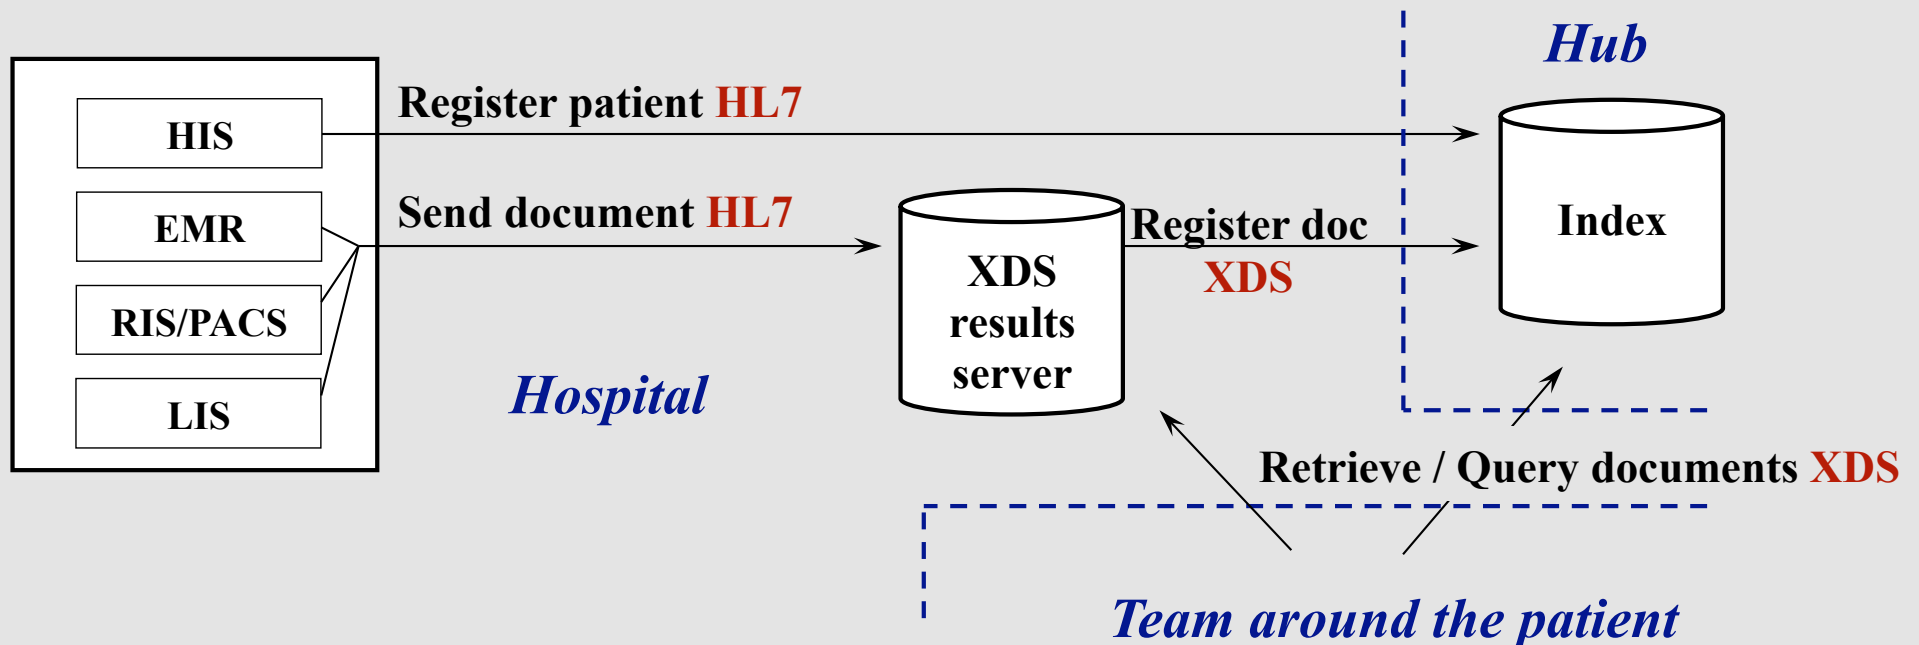 Hub
Register patient HL7
HIS
Send document HL7
EMR
Register doc
XDS
Index
XDS
results
server
RIS/PACS
Hospital
LIS
Retrieve / Query documents XDS
Team around the patient